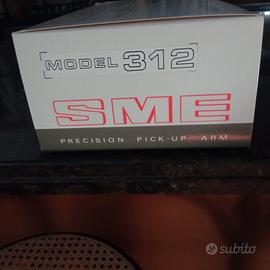 MODEL 312
SME
PRECISION PICK-UP ARM
subito